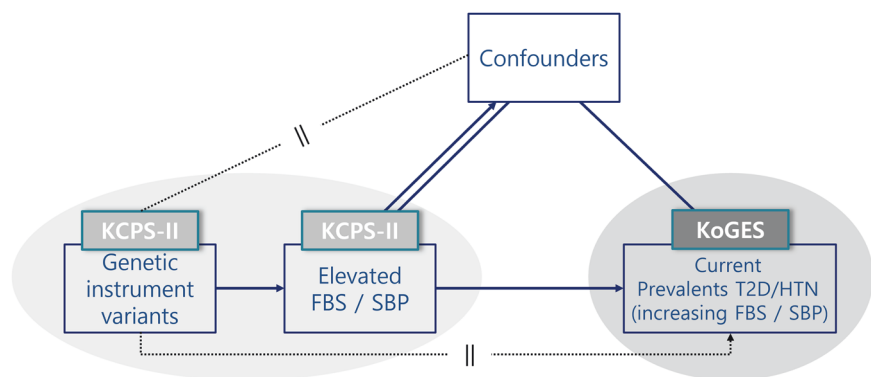 Confounders
KCPS-II
Genetic
instrument
variants
KCPS-II
Elevated
FBS / SBP
KoGES
Current
Prevalents T2D/HTN
(increasing FBS / SBP)